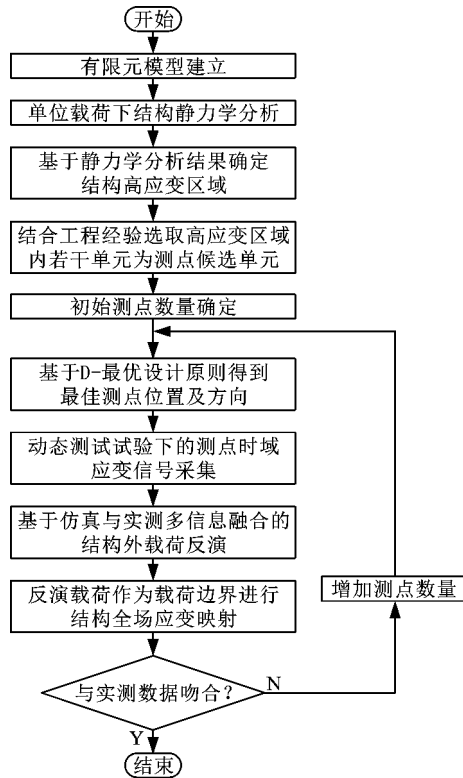 开始
有限元模型建立
单位载荷下结构静力学分析
基于静力学分析结果确定
结构高应变区域
结合工程经验选取高应变区域
内若干单元为测点候选单元
初始测点数量确定
基于D-最优设计原则得到
最佳测点位置及方向
动态测试试验下的测点时域
应变信号采集
基于仿真与实测多信息融合的
结构外载荷反演
反演载荷作为载荷边界进行
结构全场应变映射
增加测点数量
与实测数据吻合？
N
Y
结束